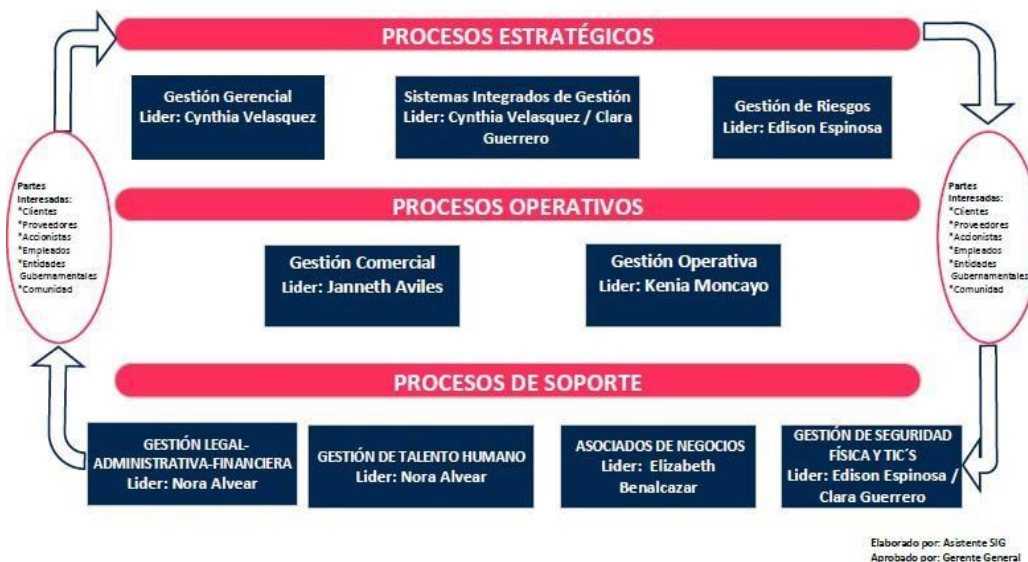 PROCESOS ESTRATÉGICOS
Gestión Gerencial
Lider: Cynthia Velasquez
Sistemas Integrados de Gestión
Lider: Cynthia Velasquez / Clara
Guerrero
Gestión de Riesgos
Lider: Edison Espinosa
Partes
Interesadas:
*Clientes
*Proveedores
*Accionistas
*Empleados
*Entidades
Gubernamentales
*Comunidad
Partes
Interesadas:
*Clientes
*Proveedores
*Accionistas
*Empleados
*Entidades
Gubernamentales
*Comunidad
PROCESOS OPERATIVOS
Gestión Comercial
Lider: Janneth Aviles
Gestión Operativa
Lider: Kenia Moncayo
PROCESOS DE SOPORTE
GESTIÓN LEGAL-
ADMINISTRATIVA-FINANCIERA
Lider: Nora Alvear
GESTIÓN DE TALENTO HUMANO
Lider: Nora Alvear
ASOCIADOS DE NEGOCIOS
Lider: Elizabeth
Benalcazar
GESTIÓN DE SEGURIDAD
FÍSICA Y TIC´S
Lider: Edison Espinosa /
Clara Guerrero
Elaborado por: Asistente SIG
Aprobado por: Gerente General